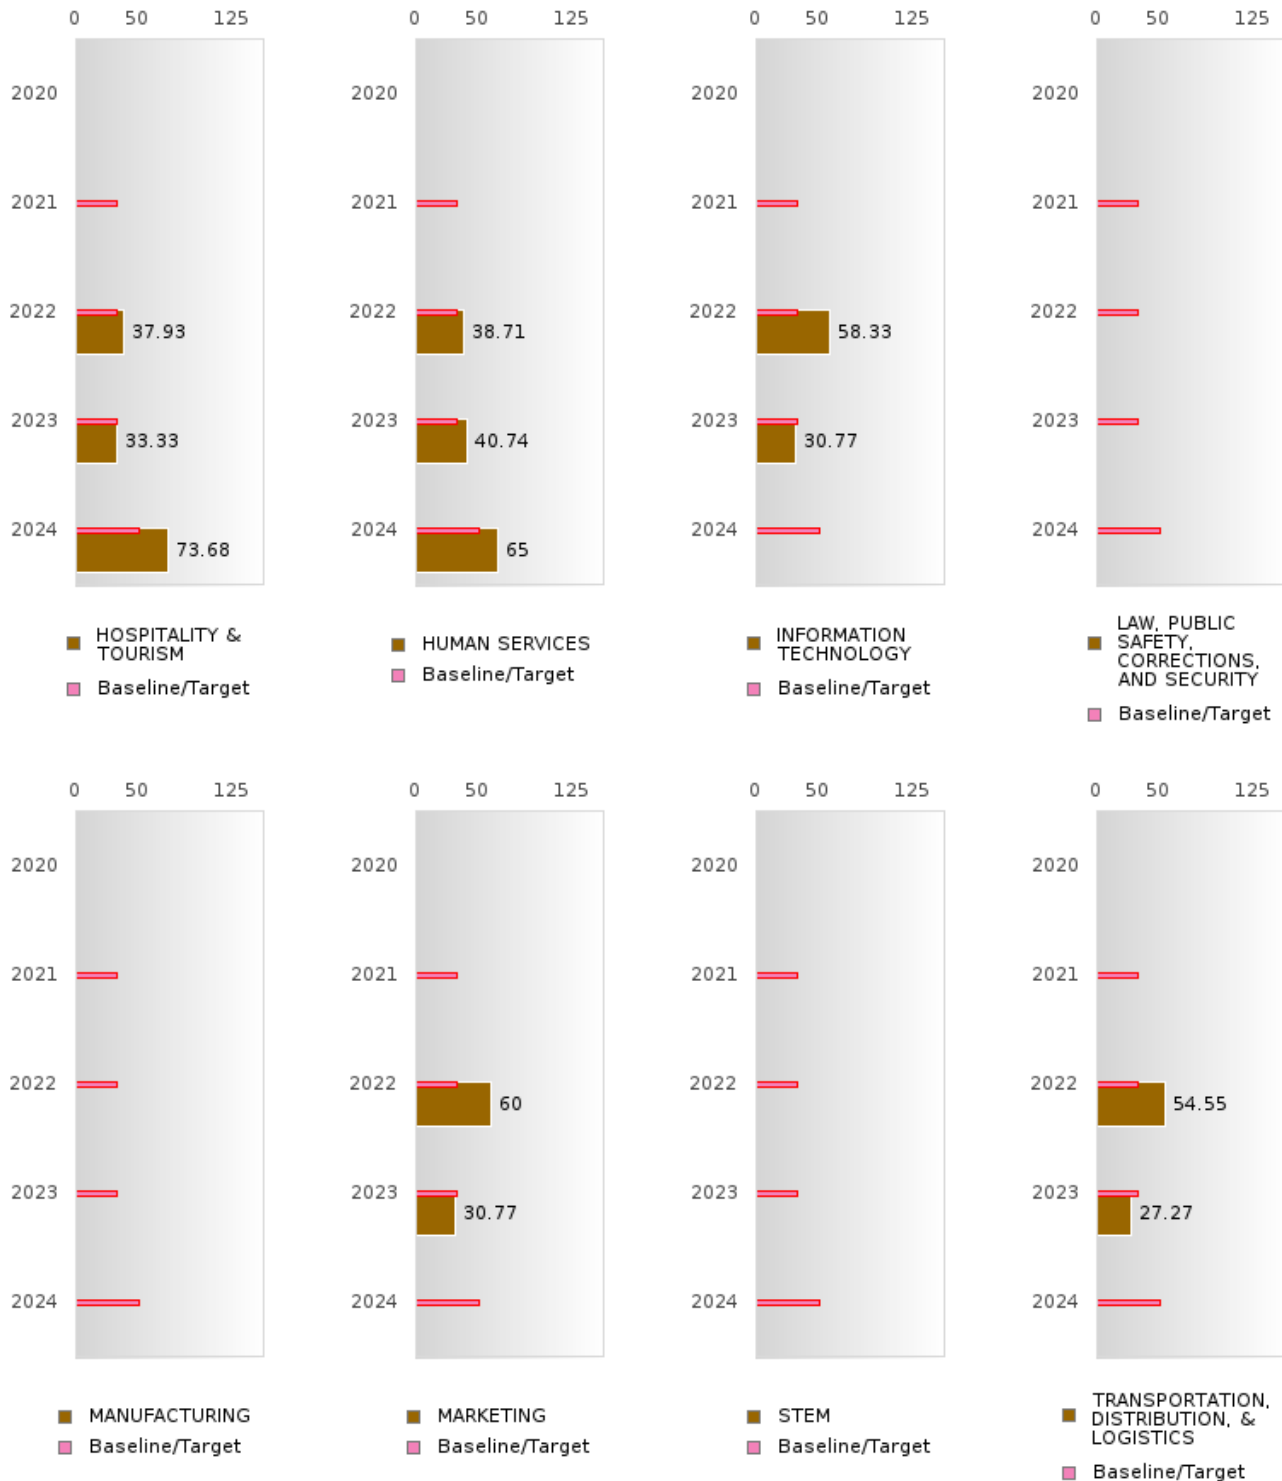 0 50 125
2020
2021
2022
37.93
2023
33.33
2024
73.68
HOSPITALITY &
TOURISM
Baseline/Target
0 50 125
2020
2021
2022
38.71
2023
40.74
2024
65
HUMAN SERVICES
Baseline/Target
0 50 125
2020
2021
2022
58.33
2023
30.77
2024
INFORMATION
TECHNOLOGY
Baseline/Target
0 50 125
2020
2021
2022
2023
2024
LAW, PUBLIC
SAFETY,
CORRECTIONS,
AND SECURITY
Baseline/Target
0 50 125
2020
2021
2022
2023
2024
MANUFACTURING
Baseline/Target
0 50 125
2020
2021
2022
60
2023
30.77
2024
MARKETING
Baseline/Target
0 50 125
2020
2021
2022
2023
2024
STEM
Baseline/Target
0 50 125
2020
2021
2022
54.55
2023
27.27
2024
TRANSPORTATION,
DISTRIBUTION, &
LOGISTICS
Baseline/Target